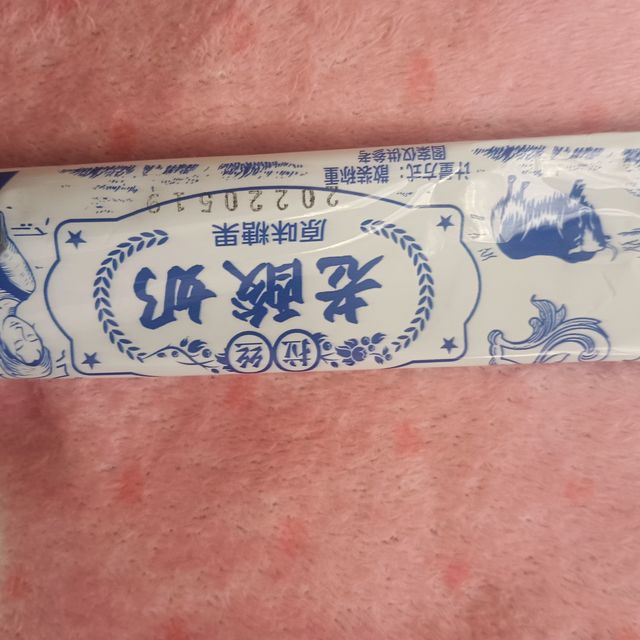 拉丝
老酸奶
原味糖果
计量方式：散装称重
图案仅供参考